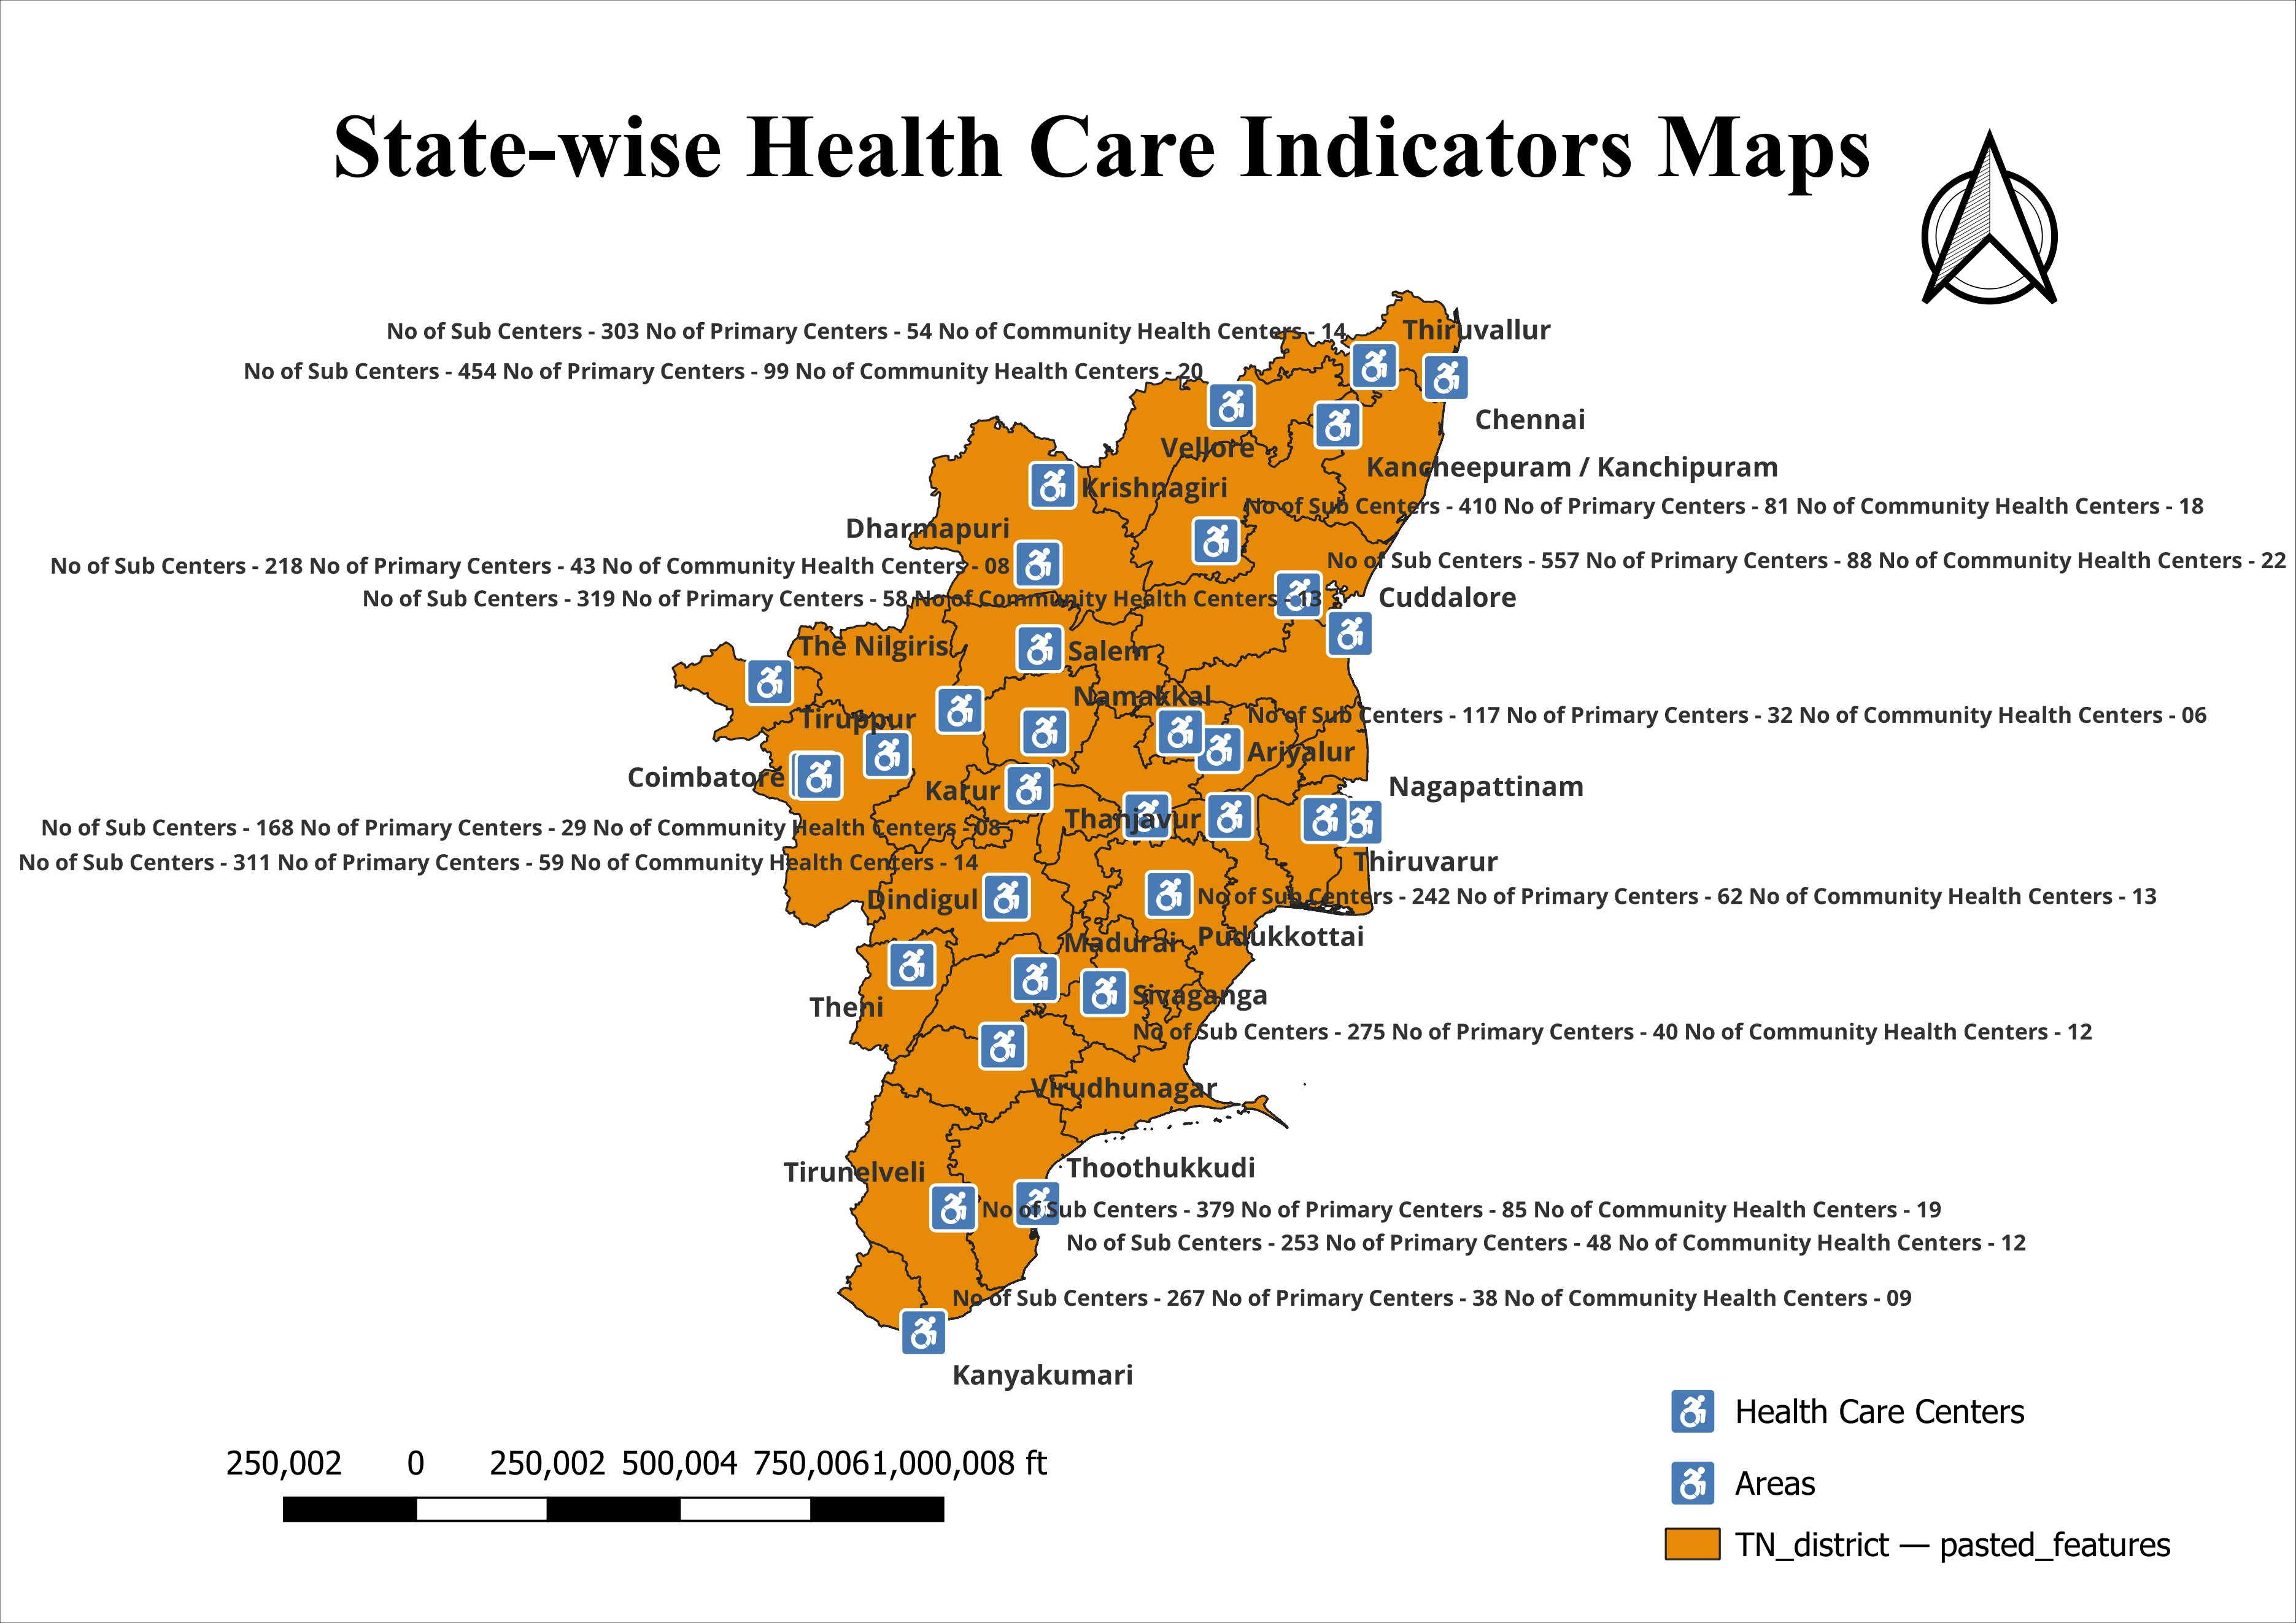 State-wise Health Care Indicators Maps
No of Sub Centers - 303 No of Primary Centers - 54 No of Community Health Centers - 14
Thiruvallur
No of Sub Centers - 454 No of Primary Centers - 99 No of Community Health Centers - 20
Chennai
Vellore
Kancheepuram / Kanchipuram
Krishnagiri
No of Sub Centers - 410 No of Primary Centers - 81 No of Community Health Centers - 18
Dharmapuri
No of Sub Centers - 557 No of Primary Centers - 88 No of Community Health Centers - 22
No of Sub Centers - 218 No of Primary Centers - 43 No of Community Health Centers - 08
No of Sub Centers - 319 No of Primary Centers - 58 No of Community Health Centers - 13
Cuddalore
The Nilgiris
Salem
Namakkal
No of Sub Centers - 117 No of Primary Centers - 32 No of Community Health Centers - 06
Tiruppur
Ariyalur
Coimbatore
Nagapattinam
Karur
Thanjavur
No of Sub Centers - 168 No of Primary Centers - 29 No of Community Health Centers - 08
No of Sub Centers - 311 No of Primary Centers - 59 No of Community Health Centers - 14
Thiruvarur
Dindigul
No of Sub Centers - 242 No of Primary Centers - 62 No of Community Health Centers - 13
Madurai
Pudukkottai
Sivaganga
Theni
No of Sub Centers - 275 No of Primary Centers - 40 No of Community Health Centers - 12
Virudhunagar
Thoothukkudi
Tirunelveli
No of Sub Centers - 379 No of Primary Centers - 85 No of Community Health Centers - 19
No of Sub Centers - 253 No of Primary Centers - 48 No of Community Health Centers - 12
No of Sub Centers - 267 No of Primary Centers - 38 No of Community Health Centers - 09
Kanyakumari
Health Care Centers
250,002 0 250,002 500,004 750,006 1,000,008 ft
Areas
TN_district — pasted_features